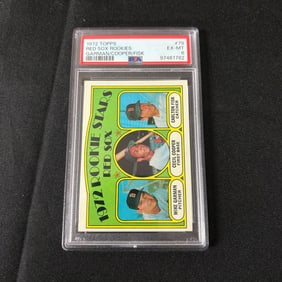 1972 TOPPS #79
RED SOX ROOKIES EX-MT
GARMAN/COOPER/FISK
PSA
1972 ROOKIE STARS
RED SOX
CARLTON FISK
CATCHER
CECIL COOPER
FIRST BASE
MIKE GARMAN
PITCHER